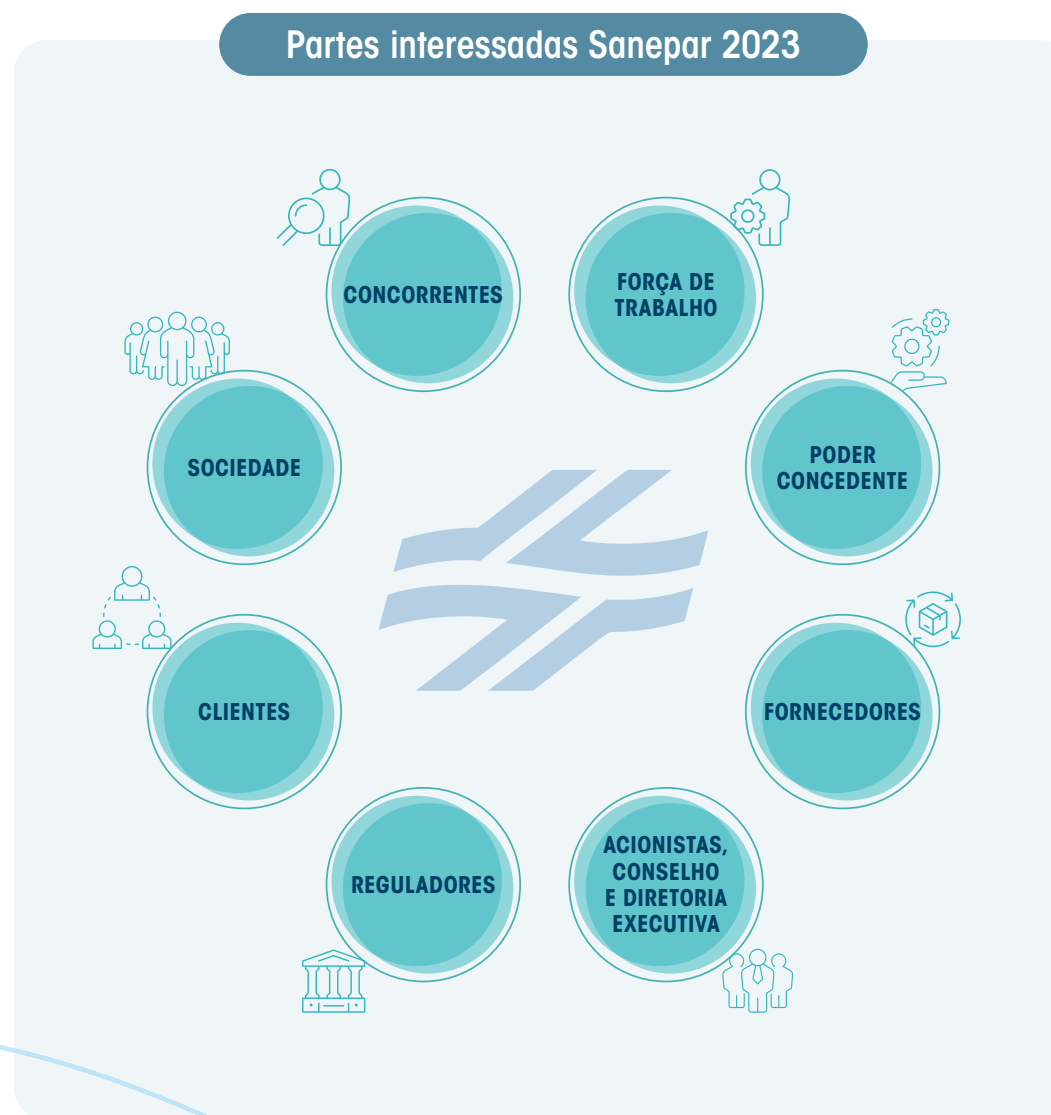 Partes interessadas Sanepar 2023
CONCORRENTES
FORÇA DE
TRABALHO
SOCIEDADE
PODER
CONCEDENTE
CLIENTES
FORNECEDORES
REGULADORES
ACIONISTAS,
CONSELHO
E DIRETORIA
EXECUTIVA